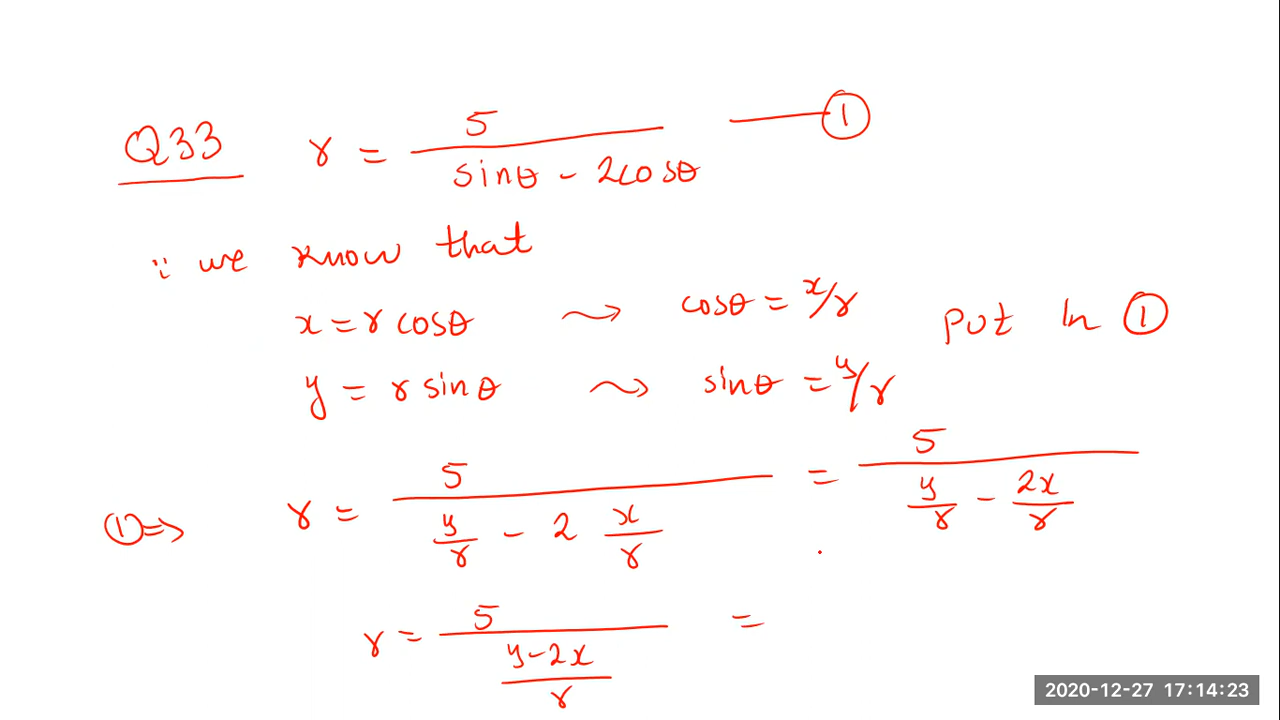 Q33 r = 5 / (sinθ - 2cosθ) —— ①
∵ we know that
x = r cosθ ⇝ cosθ = x/r put in ①
y = r sinθ ⇝ sinθ = y/r
① ⇒ r = 5 / (y/r - 2 x/r) = 5 / (y/r - 2x/r)
r = 5 / ((y-2x)/r) =
2020-12-27 17:14:23